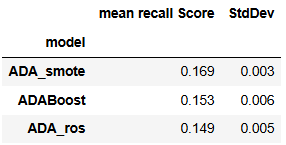 mean recall Score StdDev
model
ADA_smote 0.169 0.003
ADABoost 0.153 0.006
ADA_ros 0.149 0.005